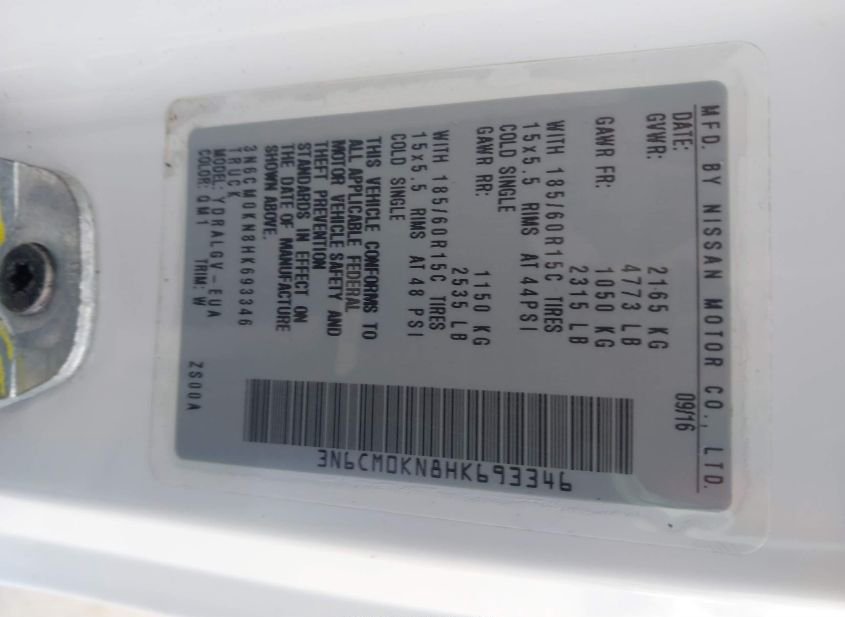 MFD. BY NISSAN MOTOR CO., LTD.
DATE: 09/16
GVWR: 2165 KG
4773 LB
GAWR FR: 1050 KG
2315 LB
WITH 185/60R15C TIRES
15x5.5 RIMS AT 44PSI
COLD SINGLE
GAWR RR: 1150 KG
2535 LB
WITH 185/60R15C TIRES
15x5.5 RIMS AT 48 PSI
COLD SINGLE
THIS VEHICLE CONFORMS TO
ALL APPLICABLE FEDERAL
MOTOR VEHICLE SAFETY AND
THEFT PREVENTION
STANDARDS IN EFFECT ON
THE DATE OF MANUFACTURE
SHOWN ABOVE.
3N6CM0KN8HK693346
TRUCK
MODEL: YDRALGV-EUA
COLOR: QM1 TRIM: W
ZS00A
3N6CM0KN8HK693346